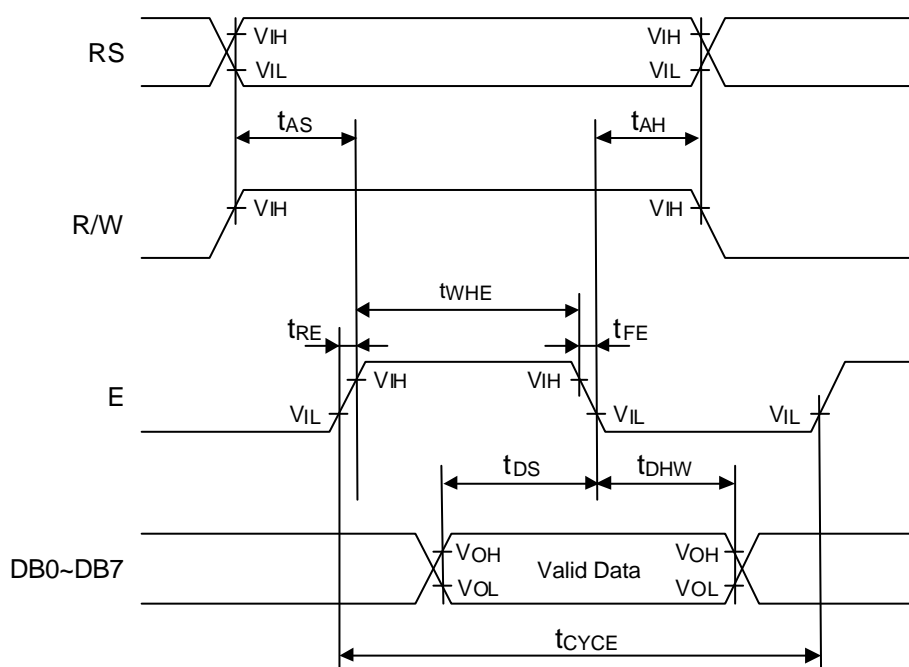 RS
VIH
VIH
VIL
VIL
tAS
tAH
R/W
VIH
VIH
tWHE
tRE
tFE
E
VIH
VIH
VIL
VIL
VIL
tDS
tDHW
DB0~DB7
VOH
VOH
VOL
Valid Data
VOL
tCYCE